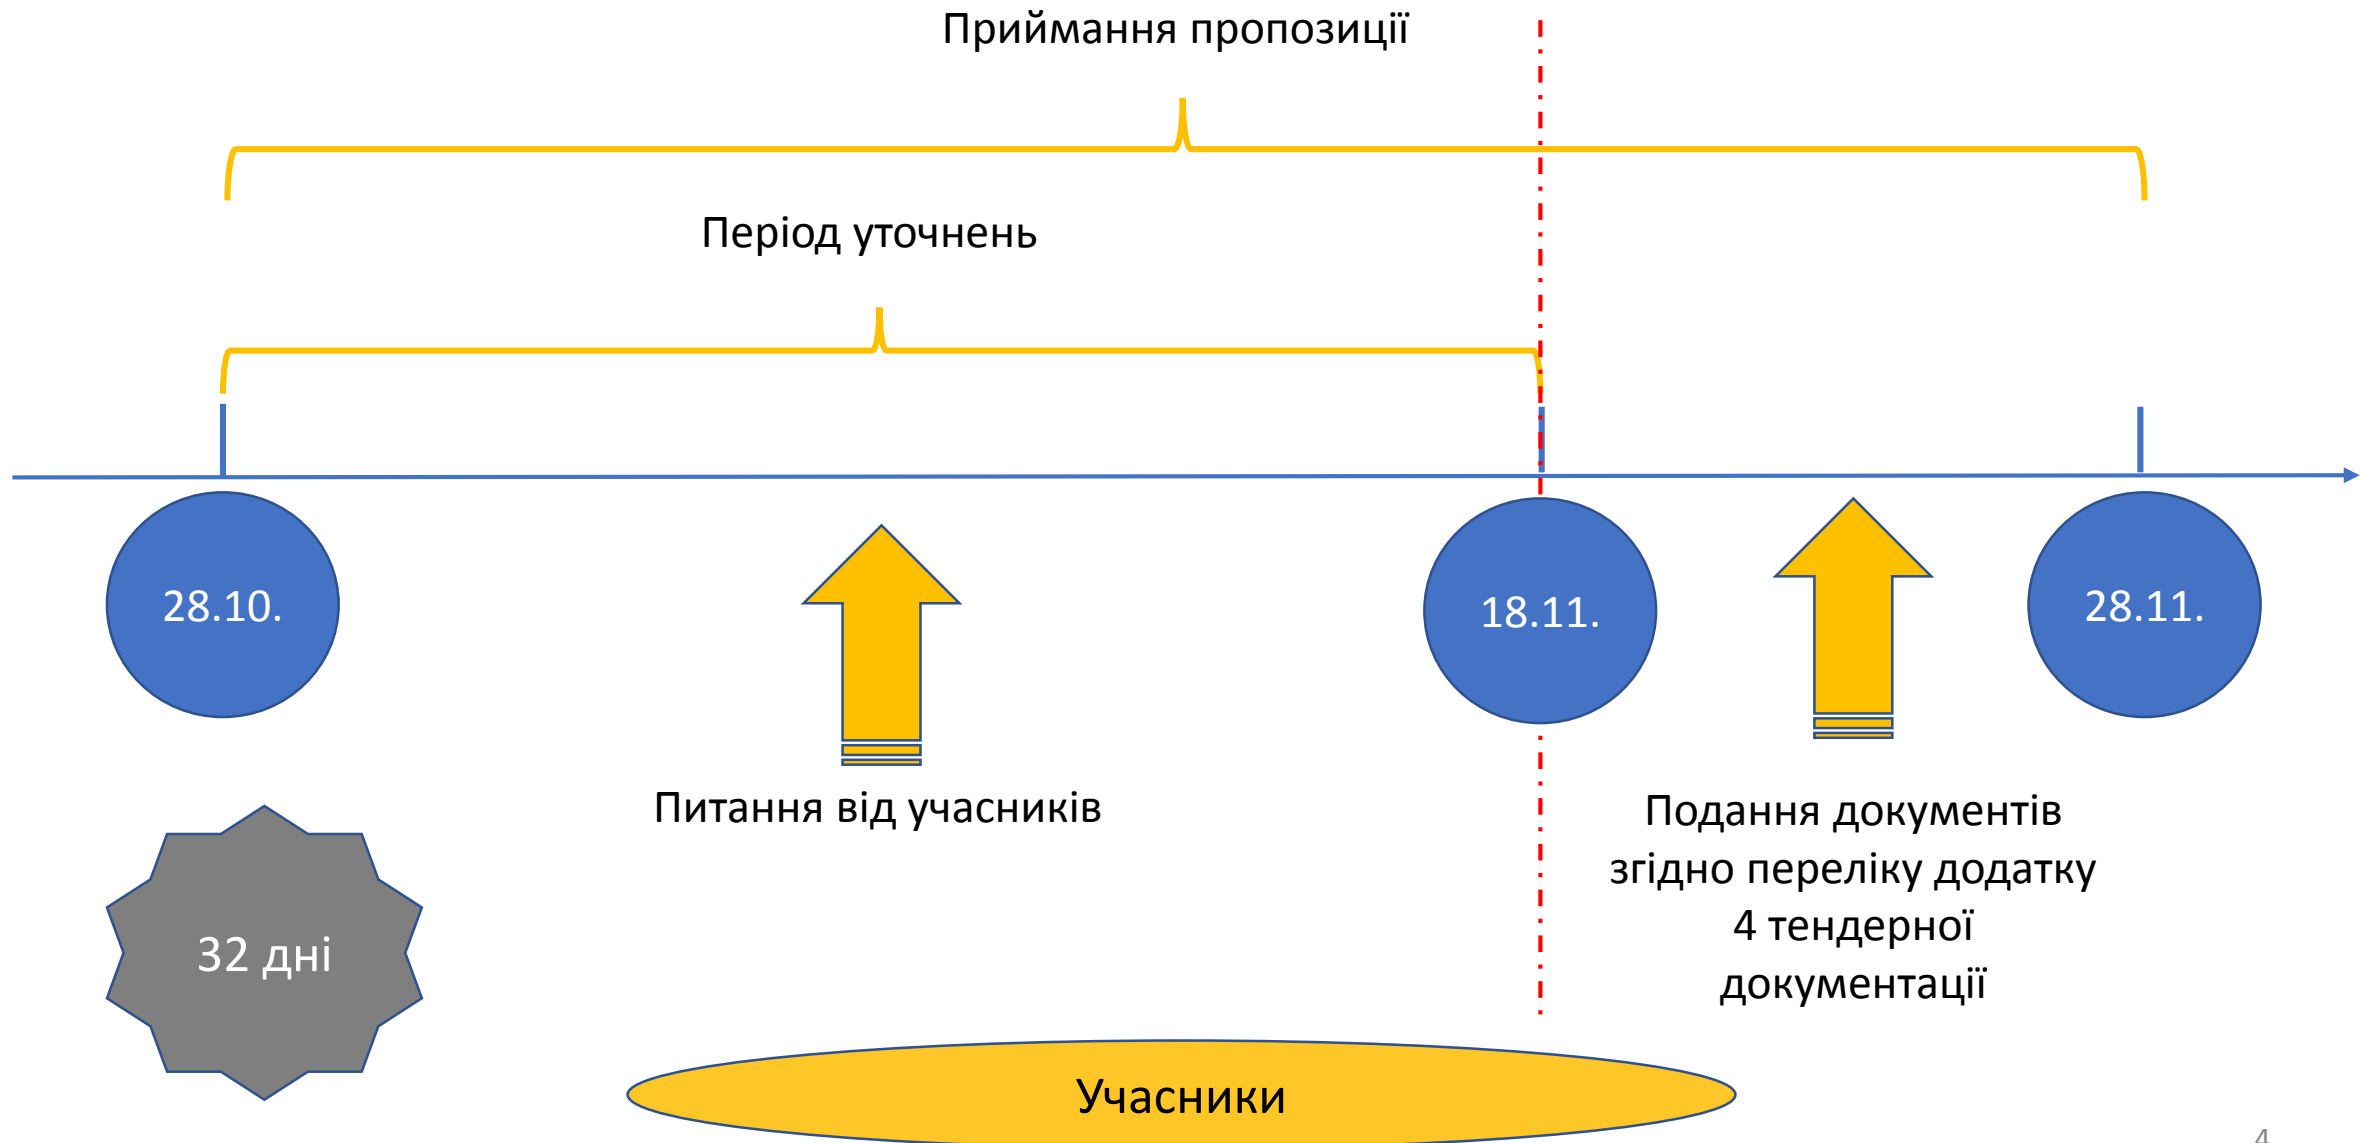 Приймання пропозиції
Період уточнень
28.10.
18.11.
28.11.
Питання від учасників
Подання документів
згідно переліку додатку
4 тендерної
документації
32 дні
Учасники
4